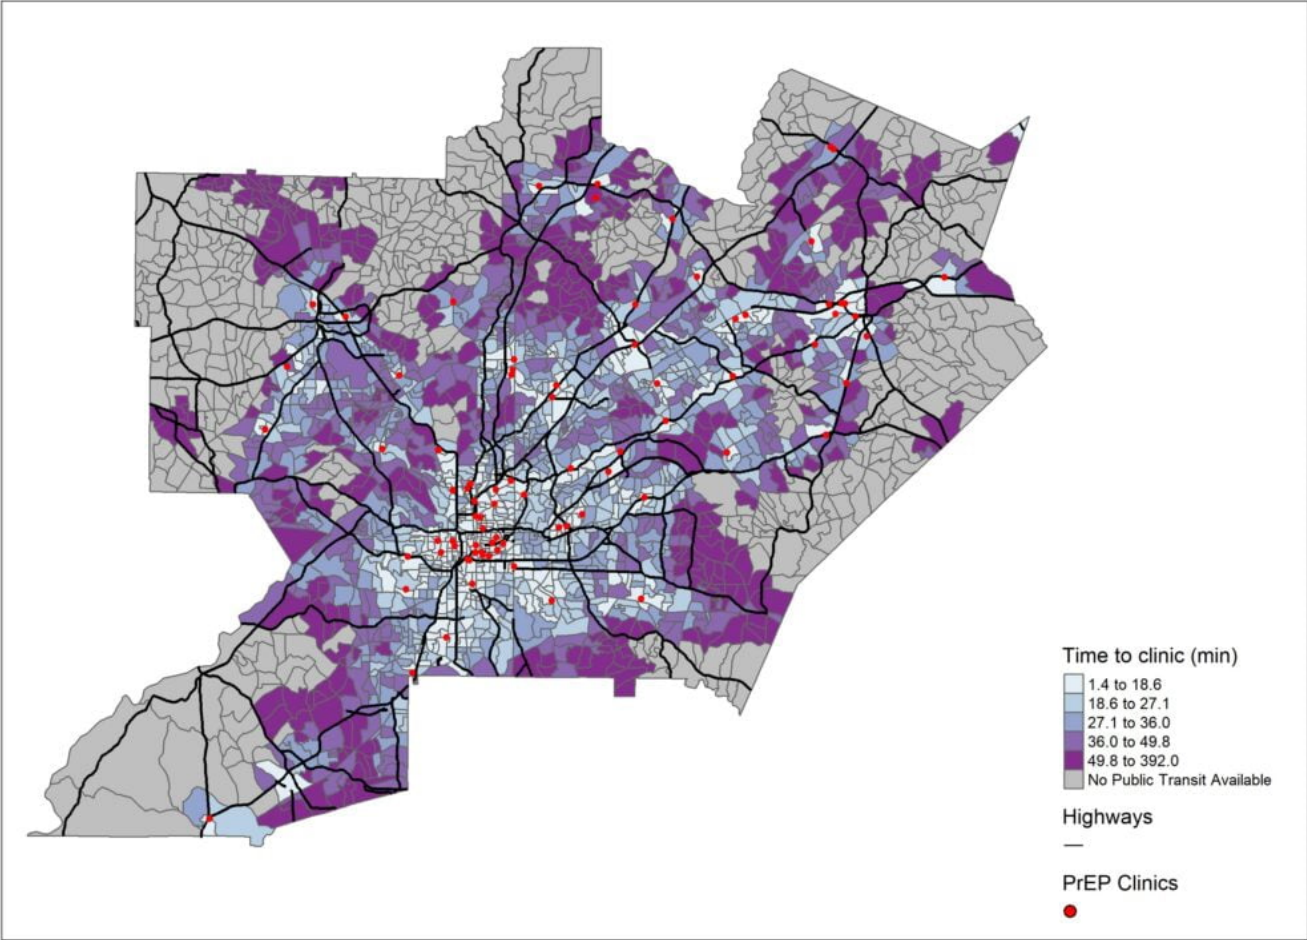 Time to clinic (min)
1.4 to 18.6
18.6 to 27.1
27.1 to 36.0
36.0 to 49.8
49.8 to 392.0
No Public Transit Available
Highways
PrEP Clinics